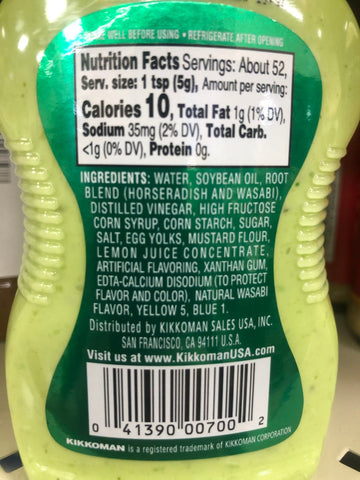 WELL BEFORE USING • REFRIGERATE AFTER OPENING
Nutrition Facts Servings: About 52,
Serv. size: 1 tsp (5g), Amount per serving:
Calories 10, Total Fat 1g (1% DV),
Sodium 35mg (2% DV), Total Carb.
<1g (0% DV), Protein 0g.
INGREDIENTS: WATER, SOYBEAN OIL, ROOT
BLEND (HORSERADISH AND WASABI),
DISTILLED VINEGAR, HIGH FRUCTOSE
CORN SYRUP, CORN STARCH, SUGAR,
SALT, EGG YOLKS, MUSTARD FLOUR,
LEMON JUICE CONCENTRATE,
ARTIFICIAL FLAVORING, XANTHAN GUM,
EDTA-CALCIUM DISODIUM (TO PROTECT
FLAVOR AND COLOR), NATURAL WASABI
FLAVOR, YELLOW 5, BLUE 1.
Distributed by KIKKOMAN SALES USA, INC.
SAN FRANCISCO, CA 94111 U.S.A.
Visit us at www.KikkomanUSA.com
0 41390 00700 2
KIKKOMAN is a registered trademark of KIKKOMAN CORPORATION